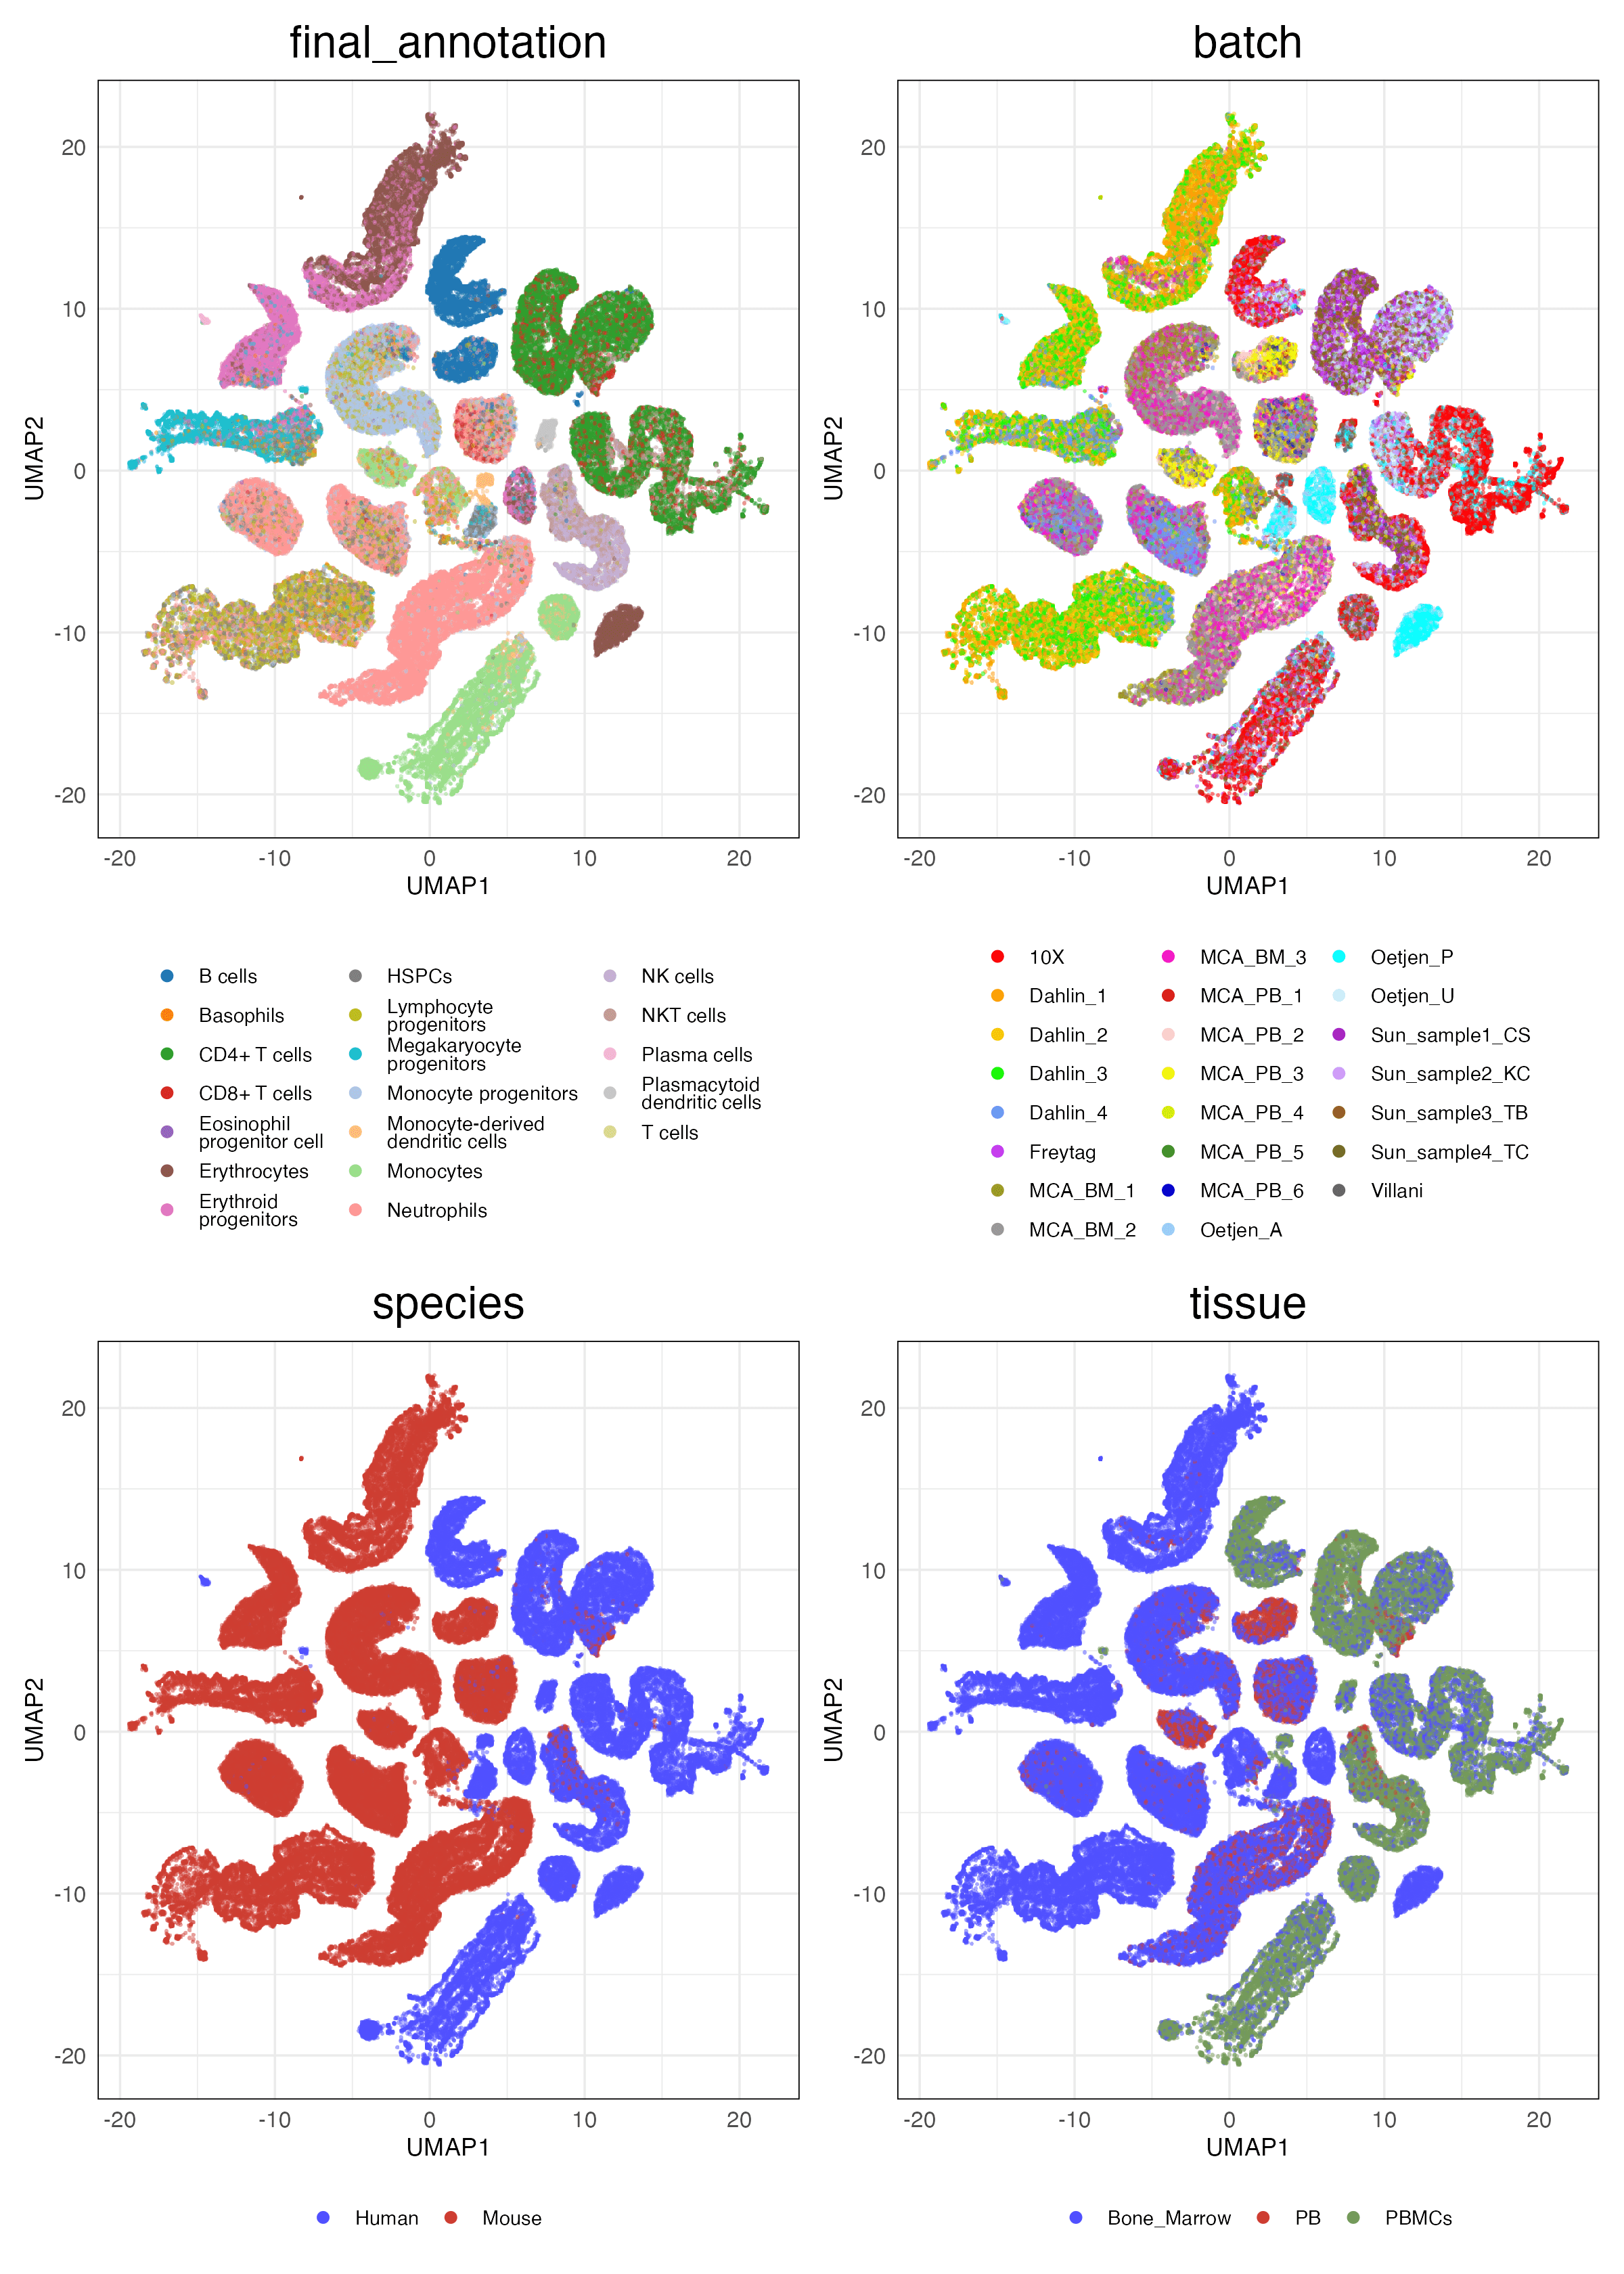 final_annotation
batch
20
10
0
-10
-20
UMAP2
-20 -10 0 10 20
UMAP1
20
10
0
-10
-20
UMAP2
-20 -10 0 10 20
UMAP1
B cells
Basophils
CD4+ T cells
CD8+ T cells
Eosinophil
progenitor cell
Erythrocytes
Erythroid
progenitors
HSPCs
Lymphocyte
progenitors
Megakaryocyte
progenitors
Monocyte progenitors
Monocyte-derived
dendritic cells
Monocytes
Neutrophils
NK cells
NKT cells
Plasma cells
Plasmacytoid
dendritic cells
T cells
10X
Dahlin_1
Dahlin_2
Dahlin_3
Dahlin_4
Freytag
MCA_BM_1
MCA_BM_2
MCA_BM_3
MCA_PB_1
MCA_PB_2
MCA_PB_3
MCA_PB_4
MCA_PB_5
MCA_PB_6
Oetjen_A
Oetjen_P
Oetjen_U
Sun_sample1_CS
Sun_sample2_KC
Sun_sample3_TB
Sun_sample4_TC
Villani
species
tissue
20
10
0
-10
-20
UMAP2
-20 -10 0 10 20
UMAP1
20
10
0
-10
-20
UMAP2
-20 -10 0 10 20
UMAP1
Human Mouse
Bone_Marrow PB PBMCs